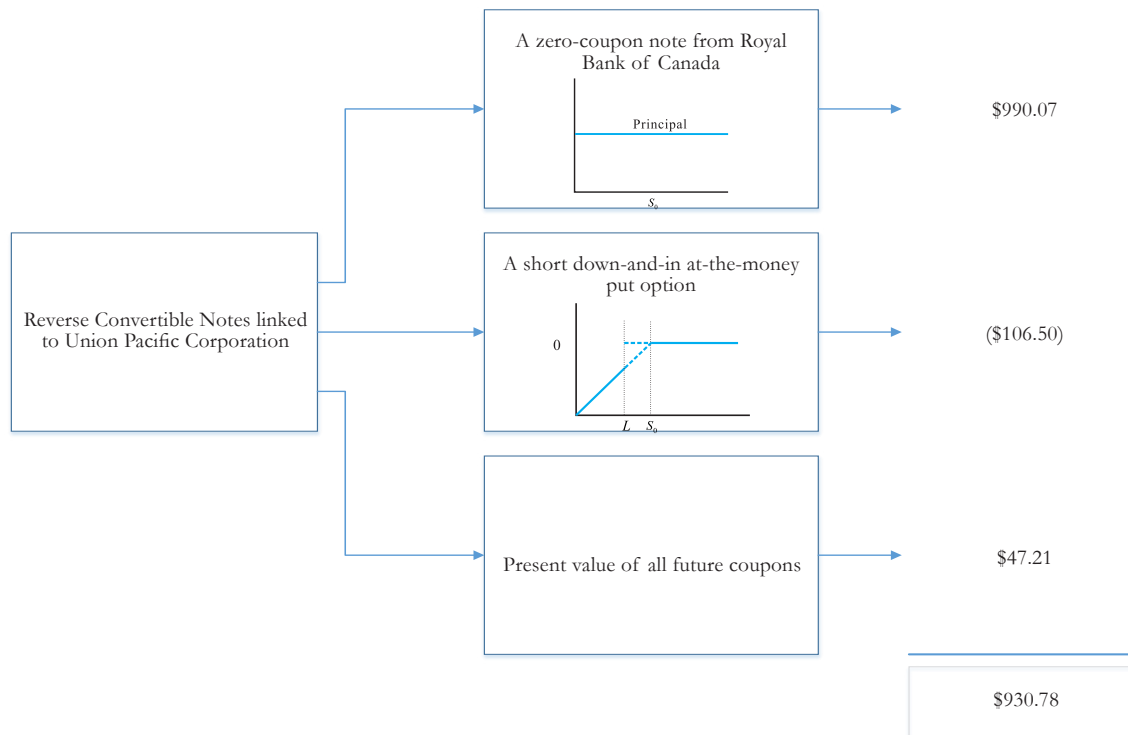 Reverse Convertible Notes linked
to Union Pacific Corporation
A zero-coupon note from Royal
Bank of Canada
Principal
S₀
$990.07
A short down-and-in at-the-money
put option
0
L S₀
($106.50)
Present value of all future coupons
$47.21
$930.78